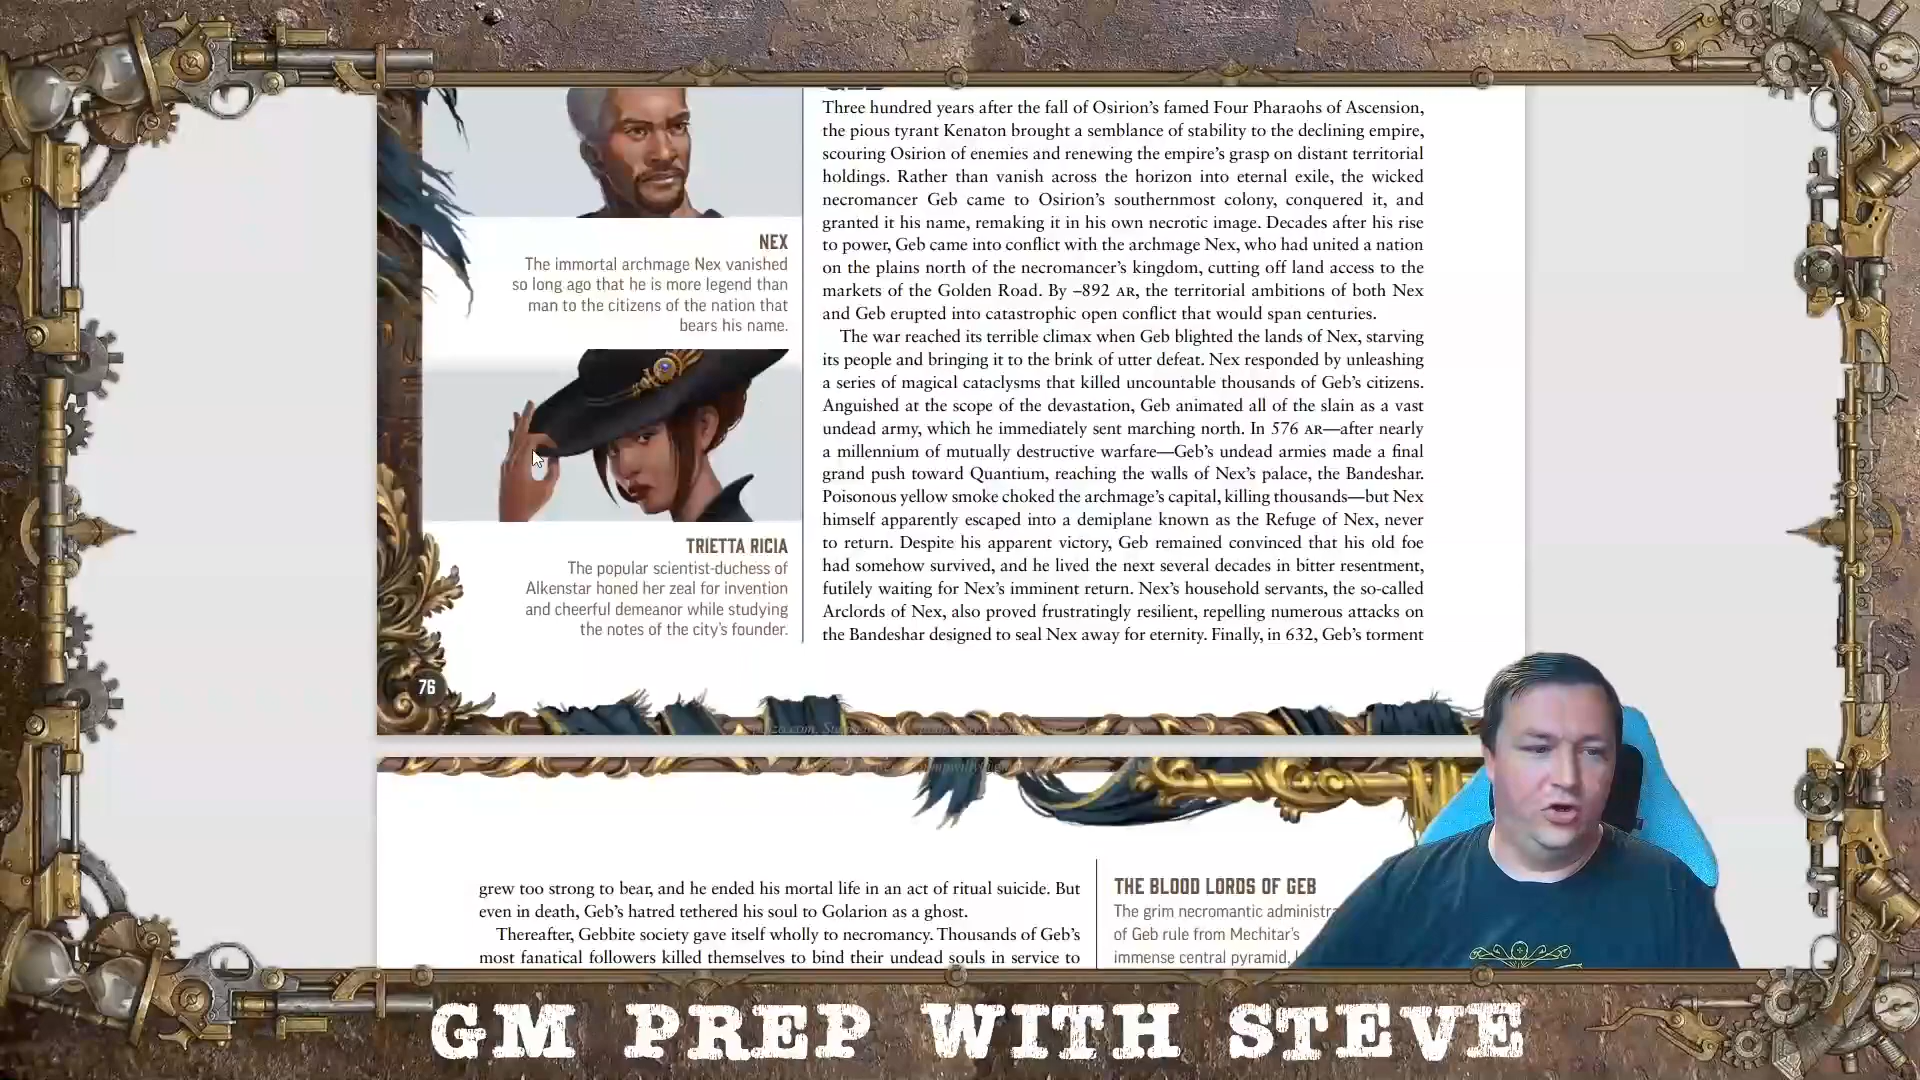 NEX
The immortal archmage Nex vanished
so long ago that he is more legend than
man to the citizens of the nation that
bears his name.
TRIETTA RICIA
The popular scientist-duchess of
Alkenstar honed her zeal for invention
and cheerful demeanor while studying
the notes of the city's founder.
76
Three hundred years after the fall of Osirion's famed Four Pharaohs of Ascension,
the pious tyrant Kenaton brought a semblance of stability to the declining empire,
scouring Osirion of enemies and renewing the empire's grasp on distant territorial
holdings. Rather than vanish across the horizon into eternal exile, the wicked
necromancer Geb came to Osirion's southernmost colony, conquered it, and
granted it his name, remaking it in his own necrotic image. Decades after his rise
to power, Geb came into conflict with the archmage Nex, who had united a nation
on the plains north of the necromancer's kingdom, cutting off land access to the
markets of the Golden Road. By –892 AR, the territorial ambitions of both Nex
and Geb erupted into catastrophic open conflict that would span centuries.
The war reached its terrible climax when Geb blighted the lands of Nex, starving
its people and bringing it to the brink of utter defeat. Nex responded by unleashing
a series of magical cataclysms that killed uncountable thousands of Geb's citizens.
Anguished at the scope of the devastation, Geb animated all of the slain as a vast
undead army, which he immediately sent marching north. In 576 AR—after nearly
a millennium of mutually destructive warfare—Geb's undead armies made a final
grand push toward Quantium, reaching the walls of Nex's palace, the Bandeshar.
Poisonous yellow smoke choked the archmage's capital, killing thousands—but Nex
himself apparently escaped into a demiplane known as the Refuge of Nex, never
to return. Despite his apparent victory, Geb remained convinced that his old foe
had somehow survived, and he lived the next several decades in bitter resentment,
futilely waiting for Nex's imminent return. Nex's household servants, the so-called
Arclords of Nex, also proved frustratingly resilient, repelling numerous attacks on
the Bandeshar designed to seal Nex away for eternity. Finally, in 632, Geb's torment
grew too strong to bear, and he ended his mortal life in an act of ritual suicide. But
even in death, Geb's hatred tethered his soul to Golarion as a ghost.
Thereafter, Gebbite society gave itself wholly to necromancy. Thousands of Geb's
most fanatical followers killed themselves to bind their undead souls in service to
THE BLOOD LORDS OF GEB
The grim necromantic
of Geb rule from Mechitar's
immense central pyramid,
GM PREP WITH STEVE